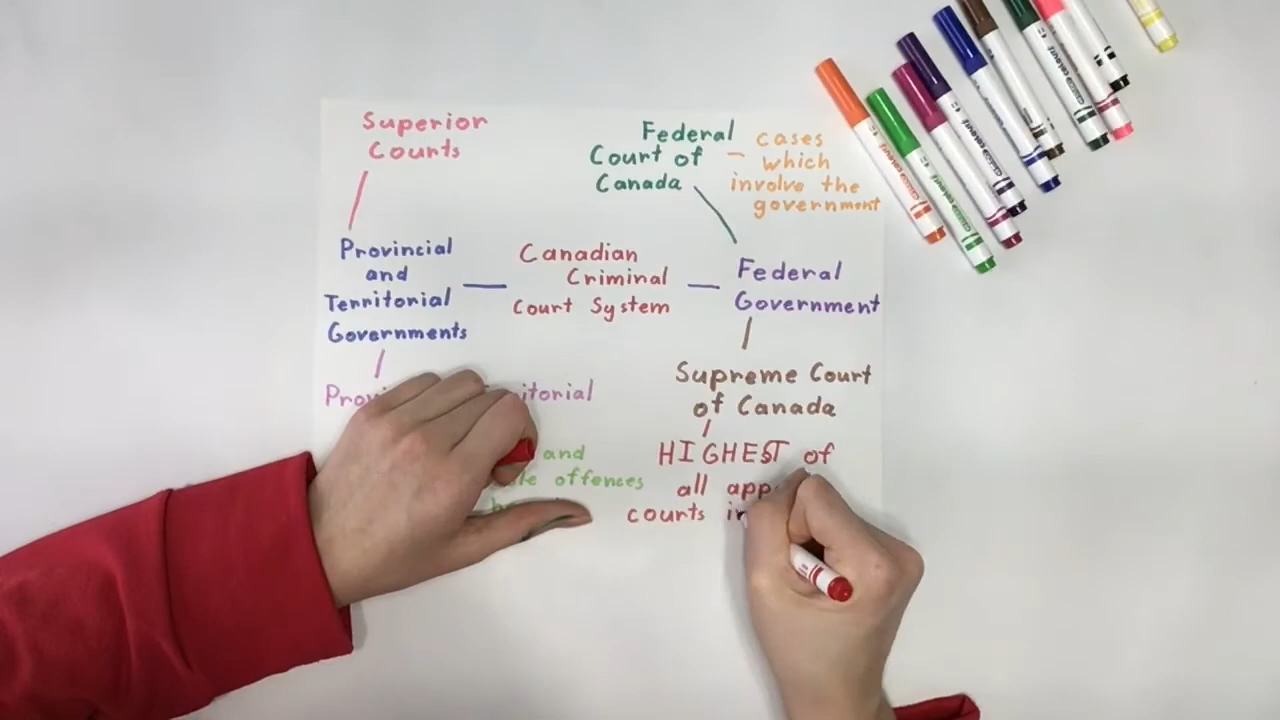 Superior
Courts
Federal
Court of
Canada
– cases
which
involve the
government
Provincial
and
Territorial
Governments
Canadian
Criminal
Court System
Federal
Government
Supreme Court
of Canada
HIGHEST of
all
courts
and
offences